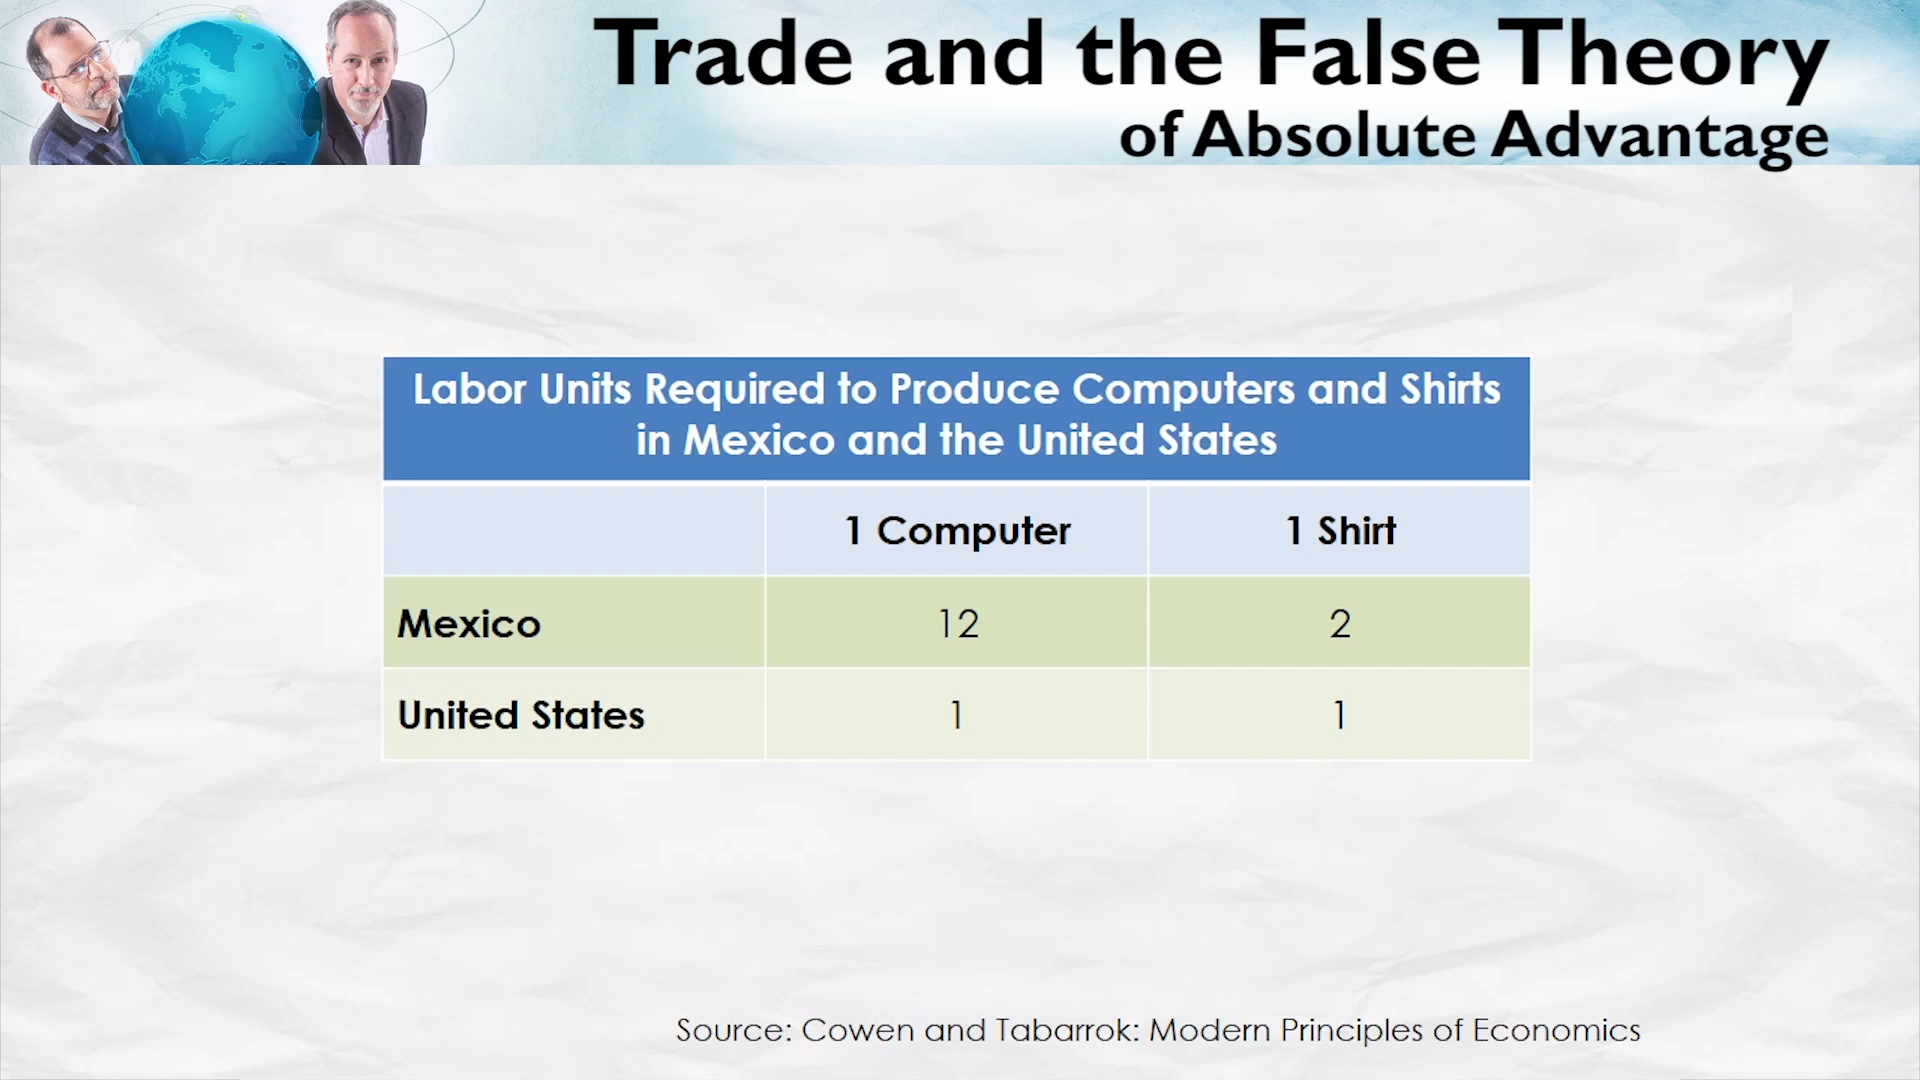 Trade and the False Theory
of Absolute Advantage
Labor Units Required to Produce Computers and Shirts
in Mexico and the United States
1 Computer 1 Shirt
Mexico 12 2
United States 1 1
Source: Cowen and Tabarrok: Modern Principles of Economics